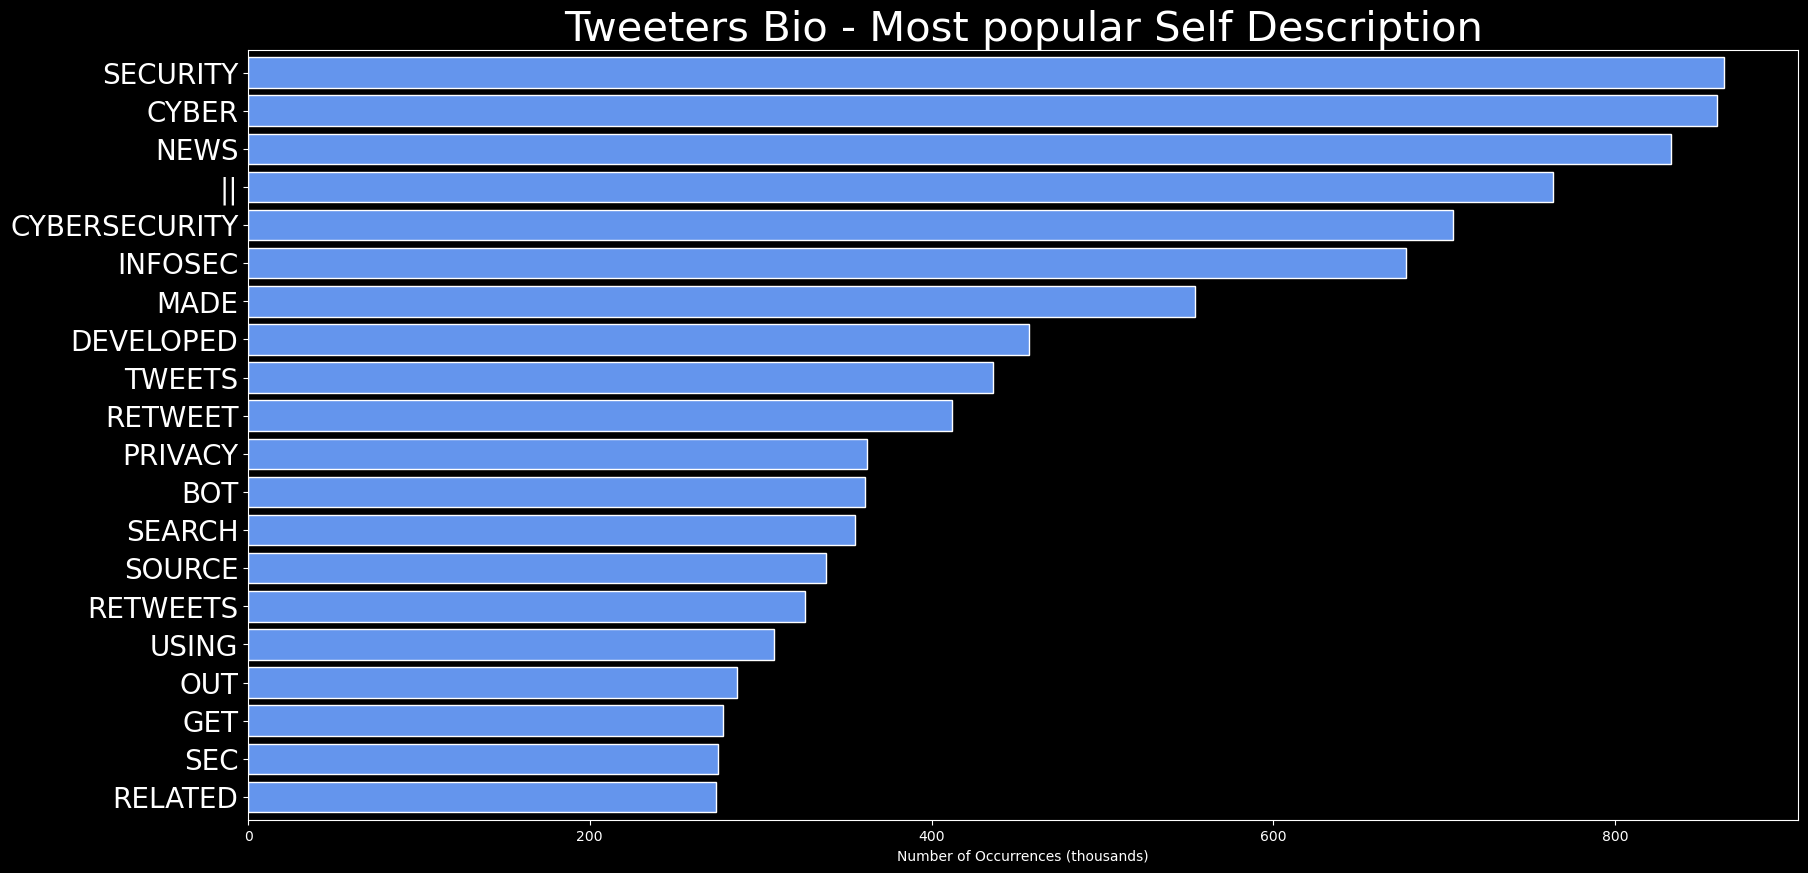 Tweeters Bio - Most popular Self Description
SECURITY
CYBER
NEWS
||
CYBERSECURITY
INFOSEC
MADE
DEVELOPED
TWEETS
RETWEET
PRIVACY
BOT
SEARCH
SOURCE
RETWEETS
USING
OUT
GET
SEC
RELATED
0 200 400 600 800
Number of Occurrences (thousands)